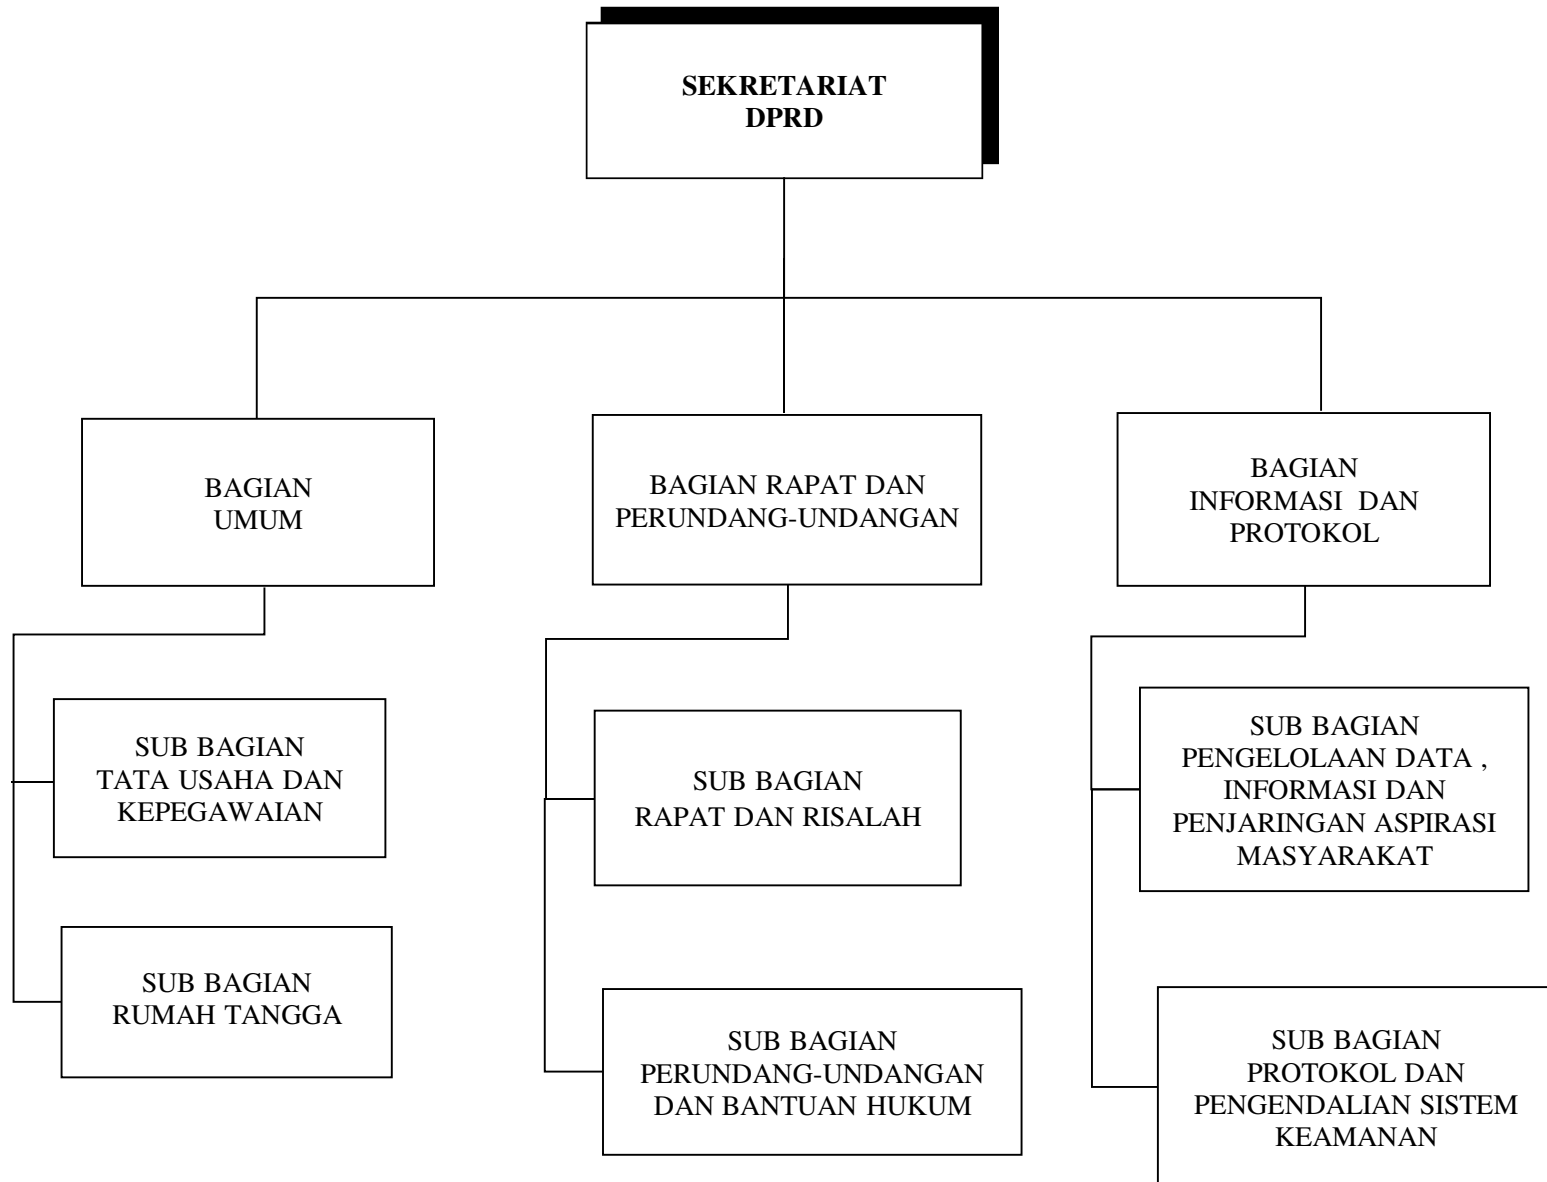 SEKRETARIAT
DPRD
BAGIAN
UMUM
BAGIAN RAPAT DAN
PERUNDANG-UNDANGAN
BAGIAN
INFORMASI DAN
PROTOKOL
SUB BAGIAN
TATA USAHA DAN
KEPEGAWAIAN
SUB BAGIAN
RAPAT DAN RISALAH
SUB BAGIAN
PENGELOLAAN DATA ,
INFORMASI DAN
PENJARINGAN ASPIRASI
MASYARAKAT
SUB BAGIAN
RUMAH TANGGA
SUB BAGIAN
PERUNDANG-UNDANGAN
DAN BANTUAN HUKUM
SUB BAGIAN
PROTOKOL DAN
PENGENDALIAN SISTEM
KEAMANAN